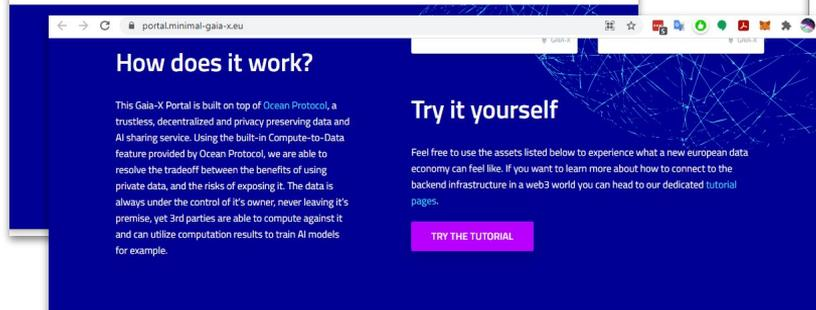 portal.minimal-gaia-x.eu
5
GAIA-X
GAIA-X
How does it work?
This Gaia-X Portal is built on top of Ocean Protocol, a
trustless, decentralized and privacy preserving data and
AI sharing service. Using the built-in Compute-to-Data
feature provided by Ocean Protocol, we are able to
resolve the tradeoff between the benefits of using
private data, and the risks of exposing it. The data is
always under the control of it's owner, never leaving it's
premise, yet 3rd parties are able to compute against it
and can utilize computation results to train AI models
for example.
Try it yourself
Feel free to use the assets listed below to experience what a new european data
economy can feel like. If you want to learn more about how to connect to the
backend infrastructure in a web3 world you can head to our dedicated tutorial
pages.
TRY THE TUTORIAL